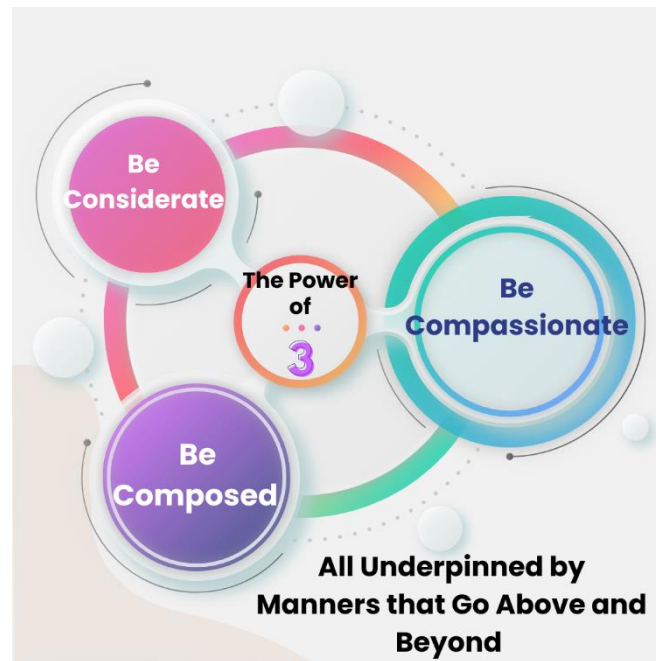 Be
Considerate
The Power
of
3
Be
Compassionate
Be
Composed
All Underpinned by
Manners that Go Above and
Beyond